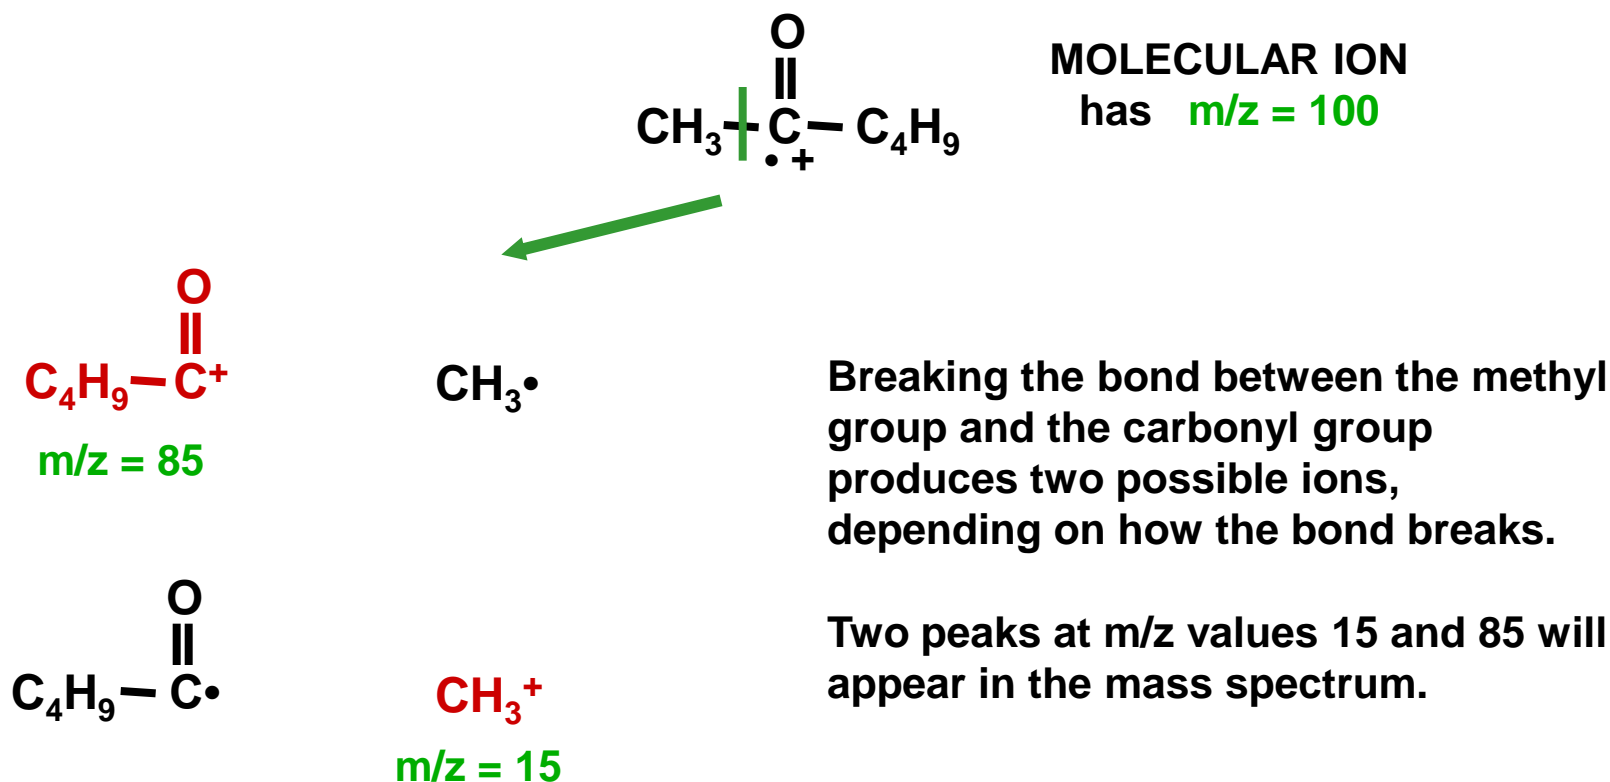 O
MOLECULAR ION
has m/z = 100
CH₃ C C₄H₉
• +
O
C₄H₉ C⁺
CH₃•
m/z = 85
Breaking the bond between the methyl
group and the carbonyl group
produces two possible ions,
depending on how the bond breaks.
O
C₄H₉ C•
CH₃⁺
m/z = 15
Two peaks at m/z values 15 and 85 will
appear in the mass spectrum.